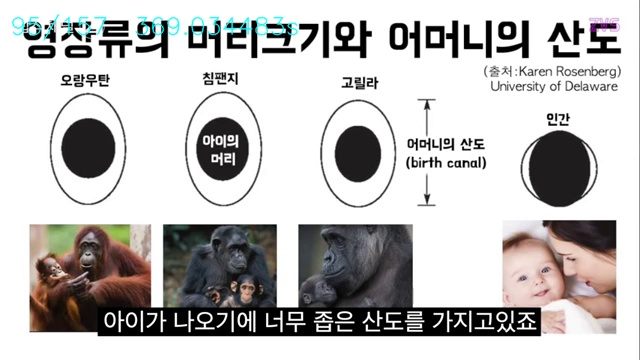 95/157 369.034483s
영장류의 머리크기와 어머니의 산도
(출처:Karen Rosenberg)
University of Delaware
오랑우탄
침팬지
고릴라
인간
아이의
머리
어머니의 산도
(birth canal)
아이가 나오기에 너무 좁은 산도를 가지고있죠